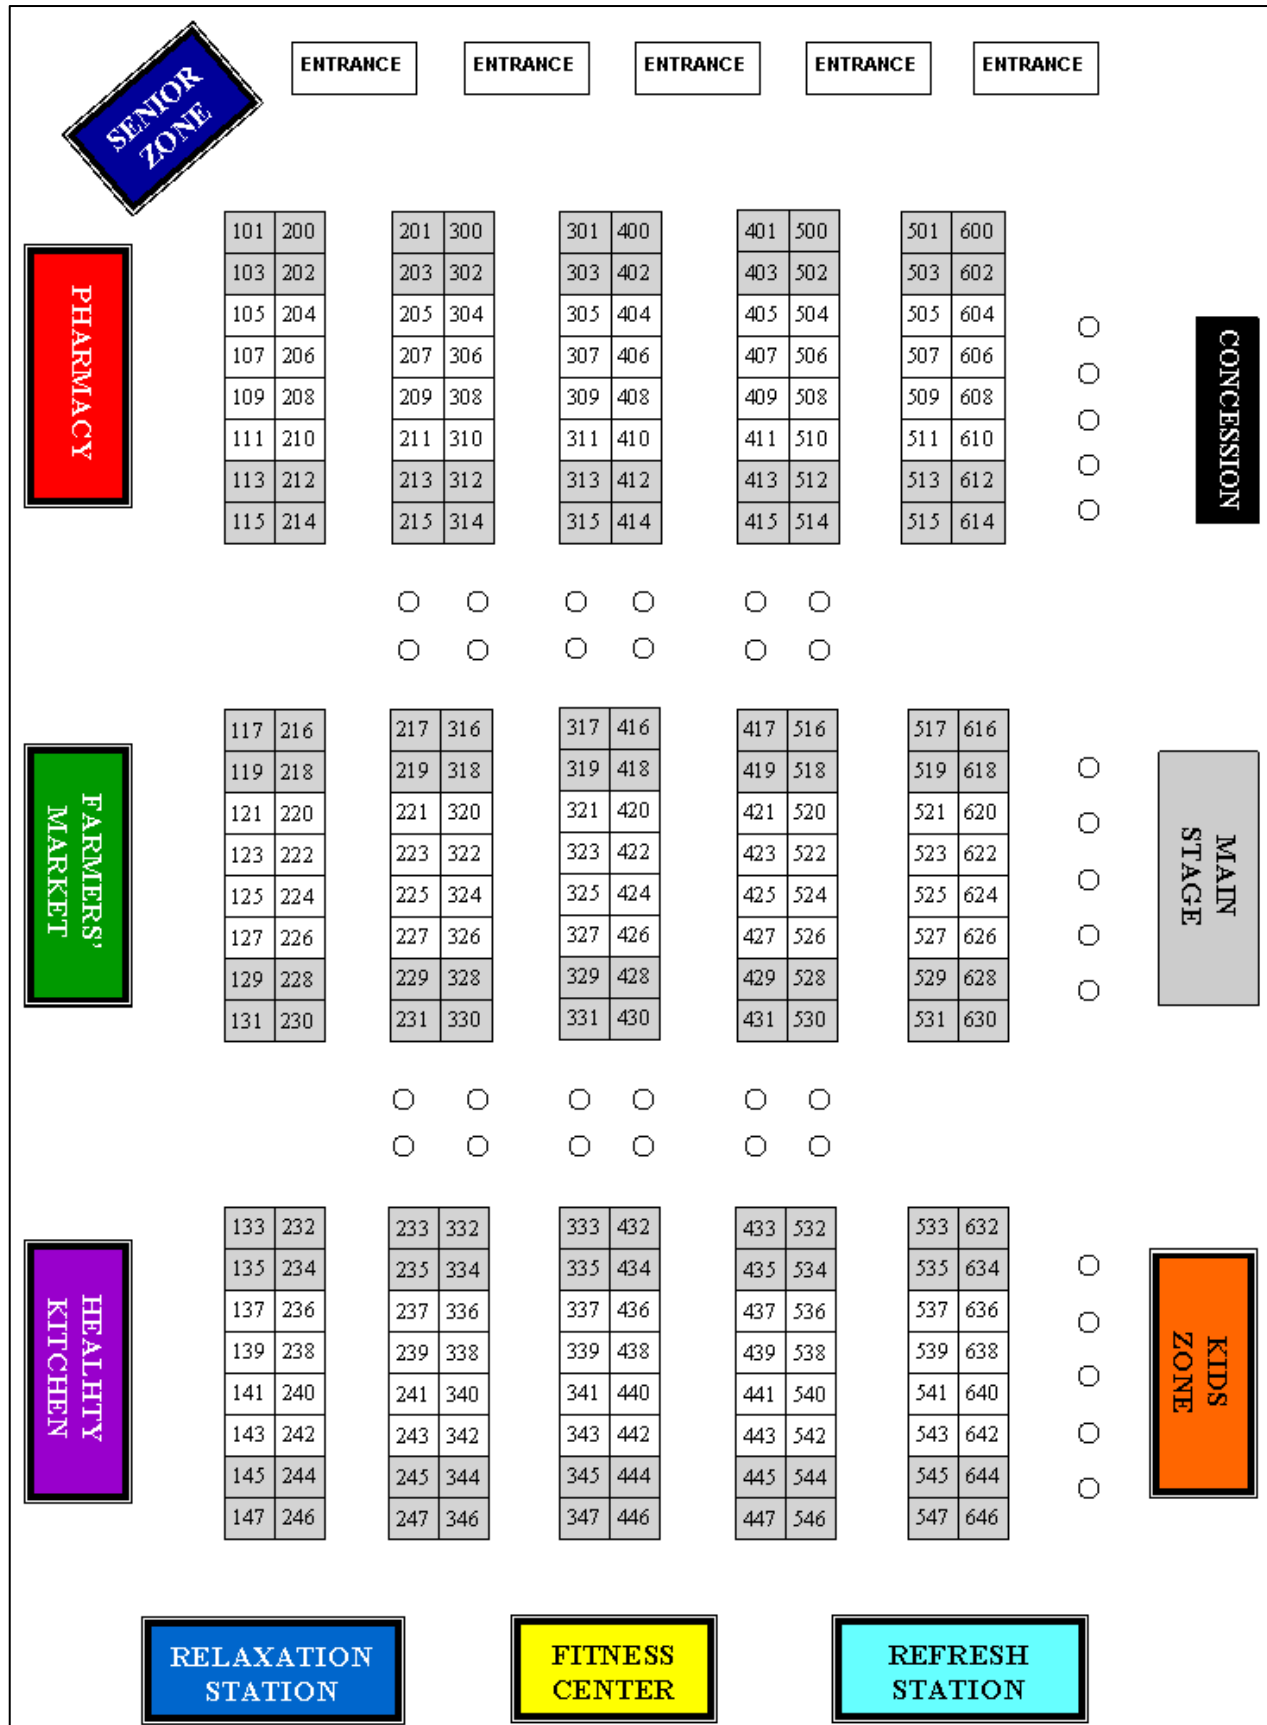 SENIOR
ZONE
ENTRANCE ENTRANCE ENTRANCE ENTRANCE ENTRANCE
PHARMACY
CONCESSION
101 200 201 300 301 400 401 500 501 600
103 202 203 302 303 402 403 502 503 602
105 204 205 304 305 404 405 504 505 604
107 206 207 306 307 406 407 506 507 606
109 208 209 308 309 408 409 508 509 608
111 210 211 310 311 410 411 510 511 610
113 212 213 312 313 412 413 512 513 612
115 214 215 314 315 414 415 514 515 614
FARMERS'
MARKET
MAIN
STAGE
117 216 217 316 317 416 417 516 517 616
119 218 219 318 319 418 419 518 519 618
121 220 221 320 321 420 421 520 521 620
123 222 223 322 323 422 423 522 523 622
125 224 225 324 325 424 425 524 525 624
127 226 227 326 327 426 427 526 527 626
129 228 229 328 329 428 429 528 529 628
131 230 231 330 331 430 431 530 531 630
HEALHTY
KITCHEN
KIDS
ZONE
133 232 233 332 333 432 433 532 533 632
135 234 235 334 335 434 435 534 535 634
137 236 237 336 337 436 437 536 537 636
139 238 239 338 339 438 439 538 539 638
141 240 241 340 341 440 441 540 541 640
143 242 243 342 343 442 443 542 543 642
145 244 245 344 345 444 445 544 545 644
147 246 247 346 347 446 447 546 547 646
RELAXATION
STATION
FITNESS
CENTER
REFRESH
STATION